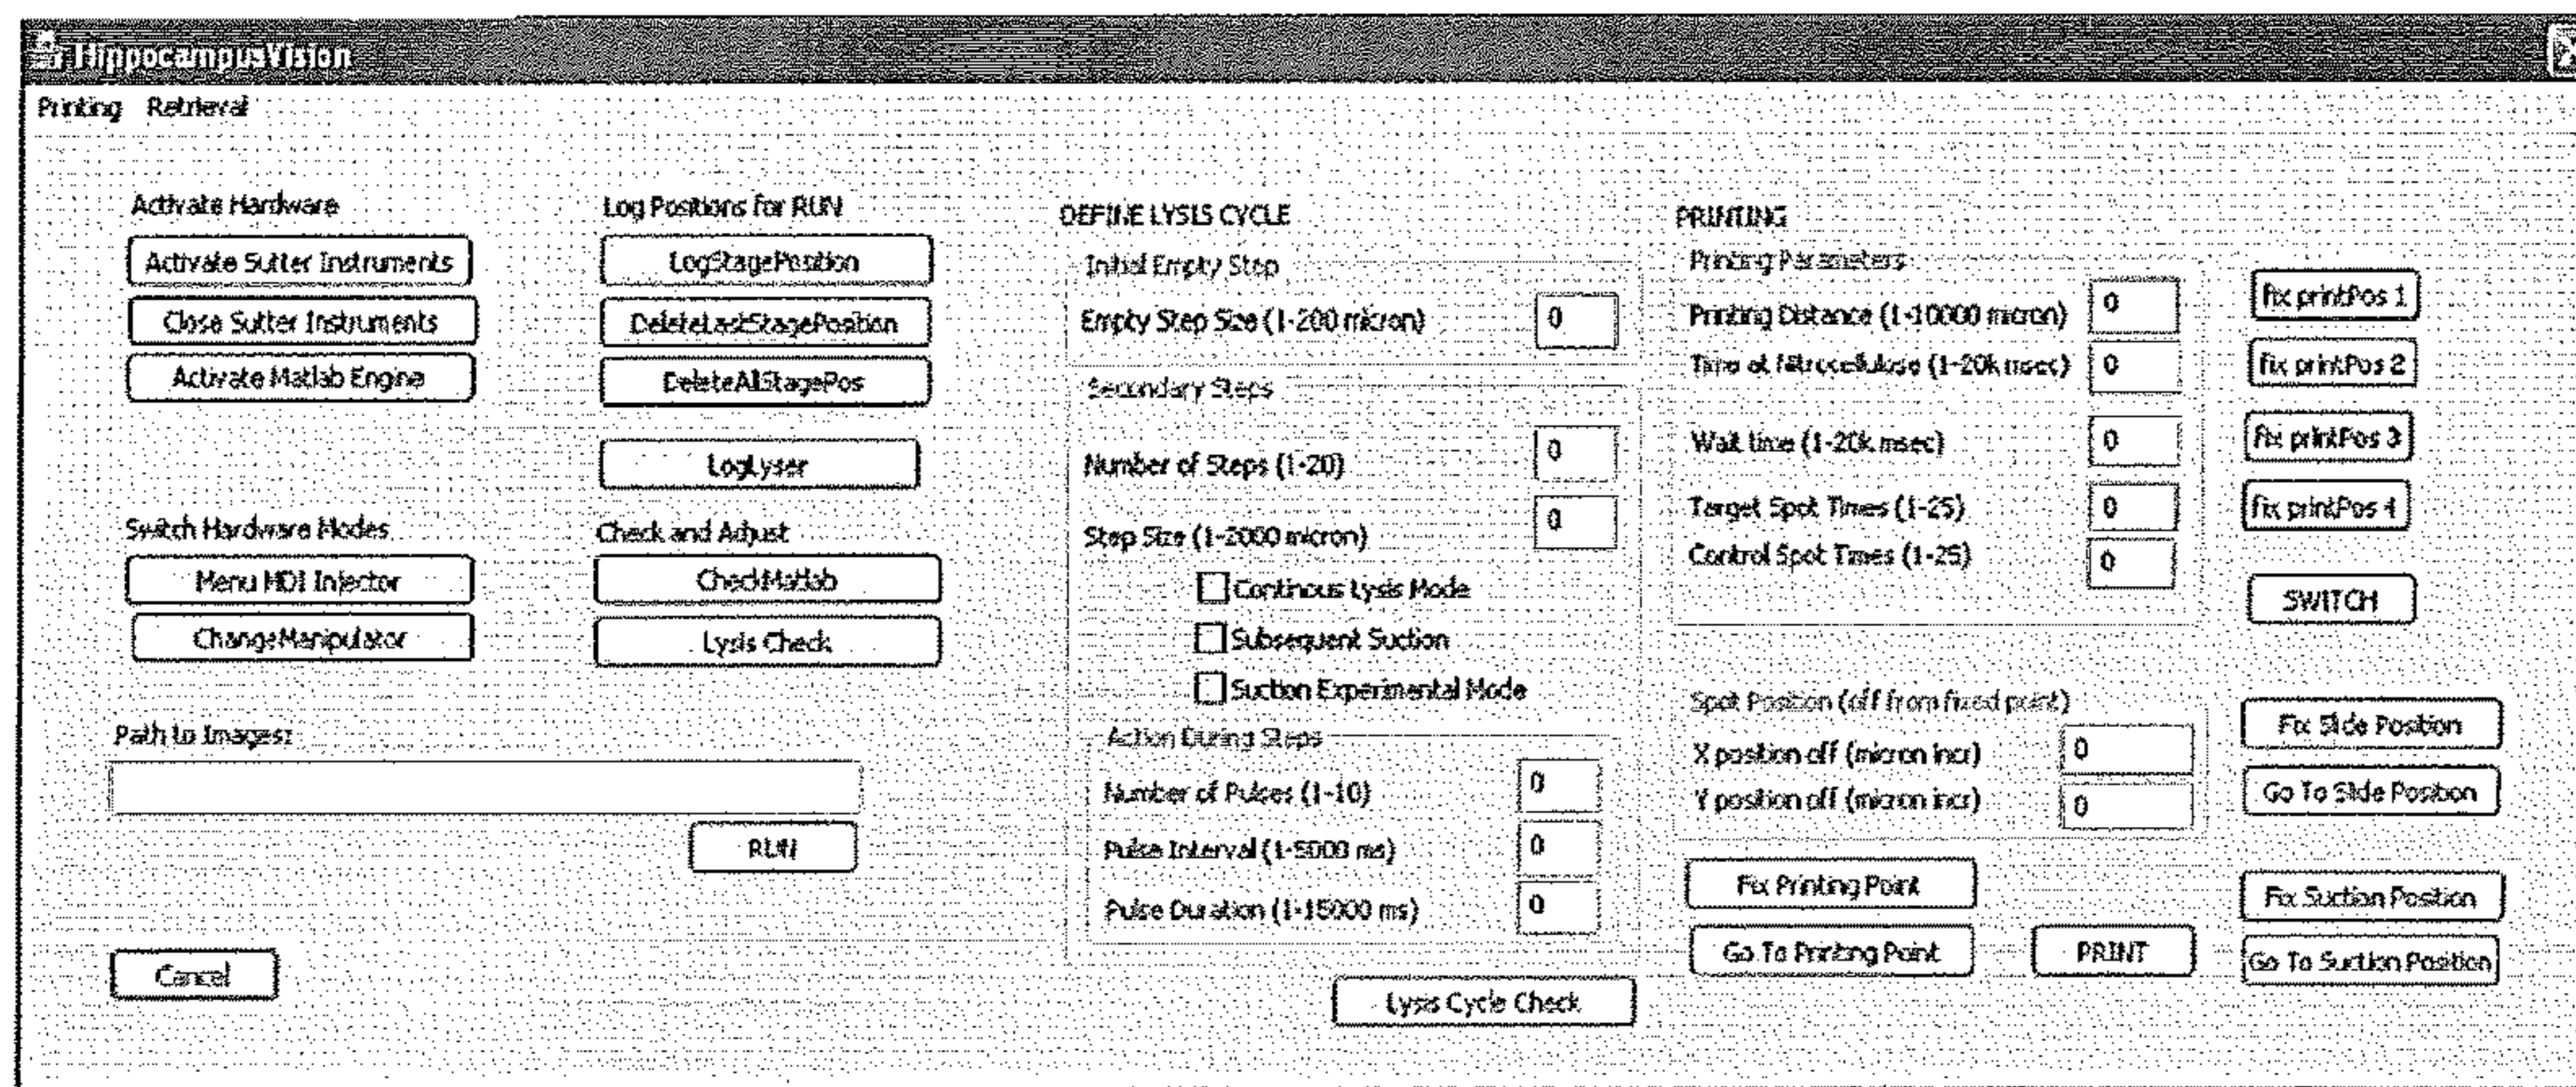 HippocampusVision
Printing Retrieval
Activate Hardware
Activate Sutter Instruments
Close Sutter Instruments
Activate Matlab Engine
Switch Hardware Modes
Menu MDI Injector
ChangeManipulator
Path to Images:
RUN
Cancel
Log Positions for RUN
LogStagePosition
DeleteLastStagePosition
DeleteAllStagePos
LogLyser
Check and Adjust
CheckMatlab
Lysis Check
DEFINE LYSIS CYCLE
Initial Empty Step
Empty Step Size (1-200 micron) 0
Secondary Steps
Number of Steps (1-20) 0
Step Size (1-2000 micron) 0
Continous Lysis Mode
Subsequent Suction
Suction Experimental Mode
Action During Steps
Number of Pulses (1-10) 0
Pulse Interval (1-5000 ms) 0
Pulse Duration (1-15000 ms) 0
Lysis Cycle Check
PRINTING
Printing Parameters
Printing Distance (1-10000 micron) 0
Time at Nitrocellulose (1-20k msec) 0
Wait time (1-20k msec) 0
Target Spot Times (1-25) 0
Control Spot Times (1-25) 0
Spot Position (off from fixed point)
X position off (micron incr) 0
Y position off (micron incr) 0
Fix Printing Point
Go To Printing Point
PRINT
fix printPos 1
fix printPos 2
fix printPos 3
fix printPos 4
SWITCH
Fix Slide Position
Go To Slide Position
Fix Suction Position
Go To Suction Position